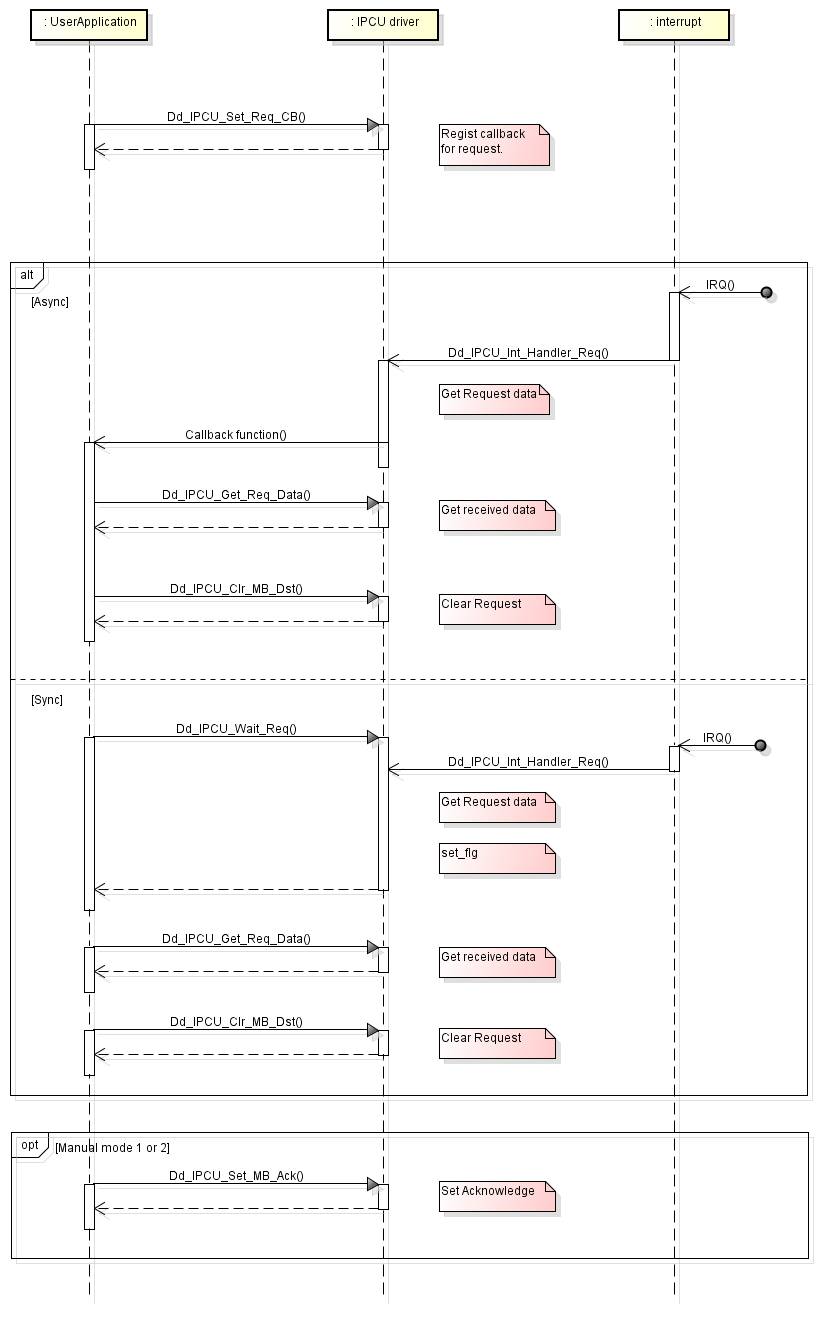 : UserApplication
: IPCU driver
: interrupt
Dd_IPCU_Set_Req_CB()
Regist callback
for request.
alt
[Async]
IRQ()
Dd_IPCU_Int_Handler_Req()
Get Request data
Callback function()
Dd_IPCU_Get_Req_Data()
Get received data
Dd_IPCU_Clr_MB_Dst()
Clear Request
[Sync]
Dd_IPCU_Wait_Req()
IRQ()
Dd_IPCU_Int_Handler_Req()
Get Request data
set_flg
Dd_IPCU_Get_Req_Data()
Get received data
Dd_IPCU_Clr_MB_Dst()
Clear Request
opt
[Manual mode 1 or 2]
Dd_IPCU_Set_MB_Ack()
Set Acknowledge